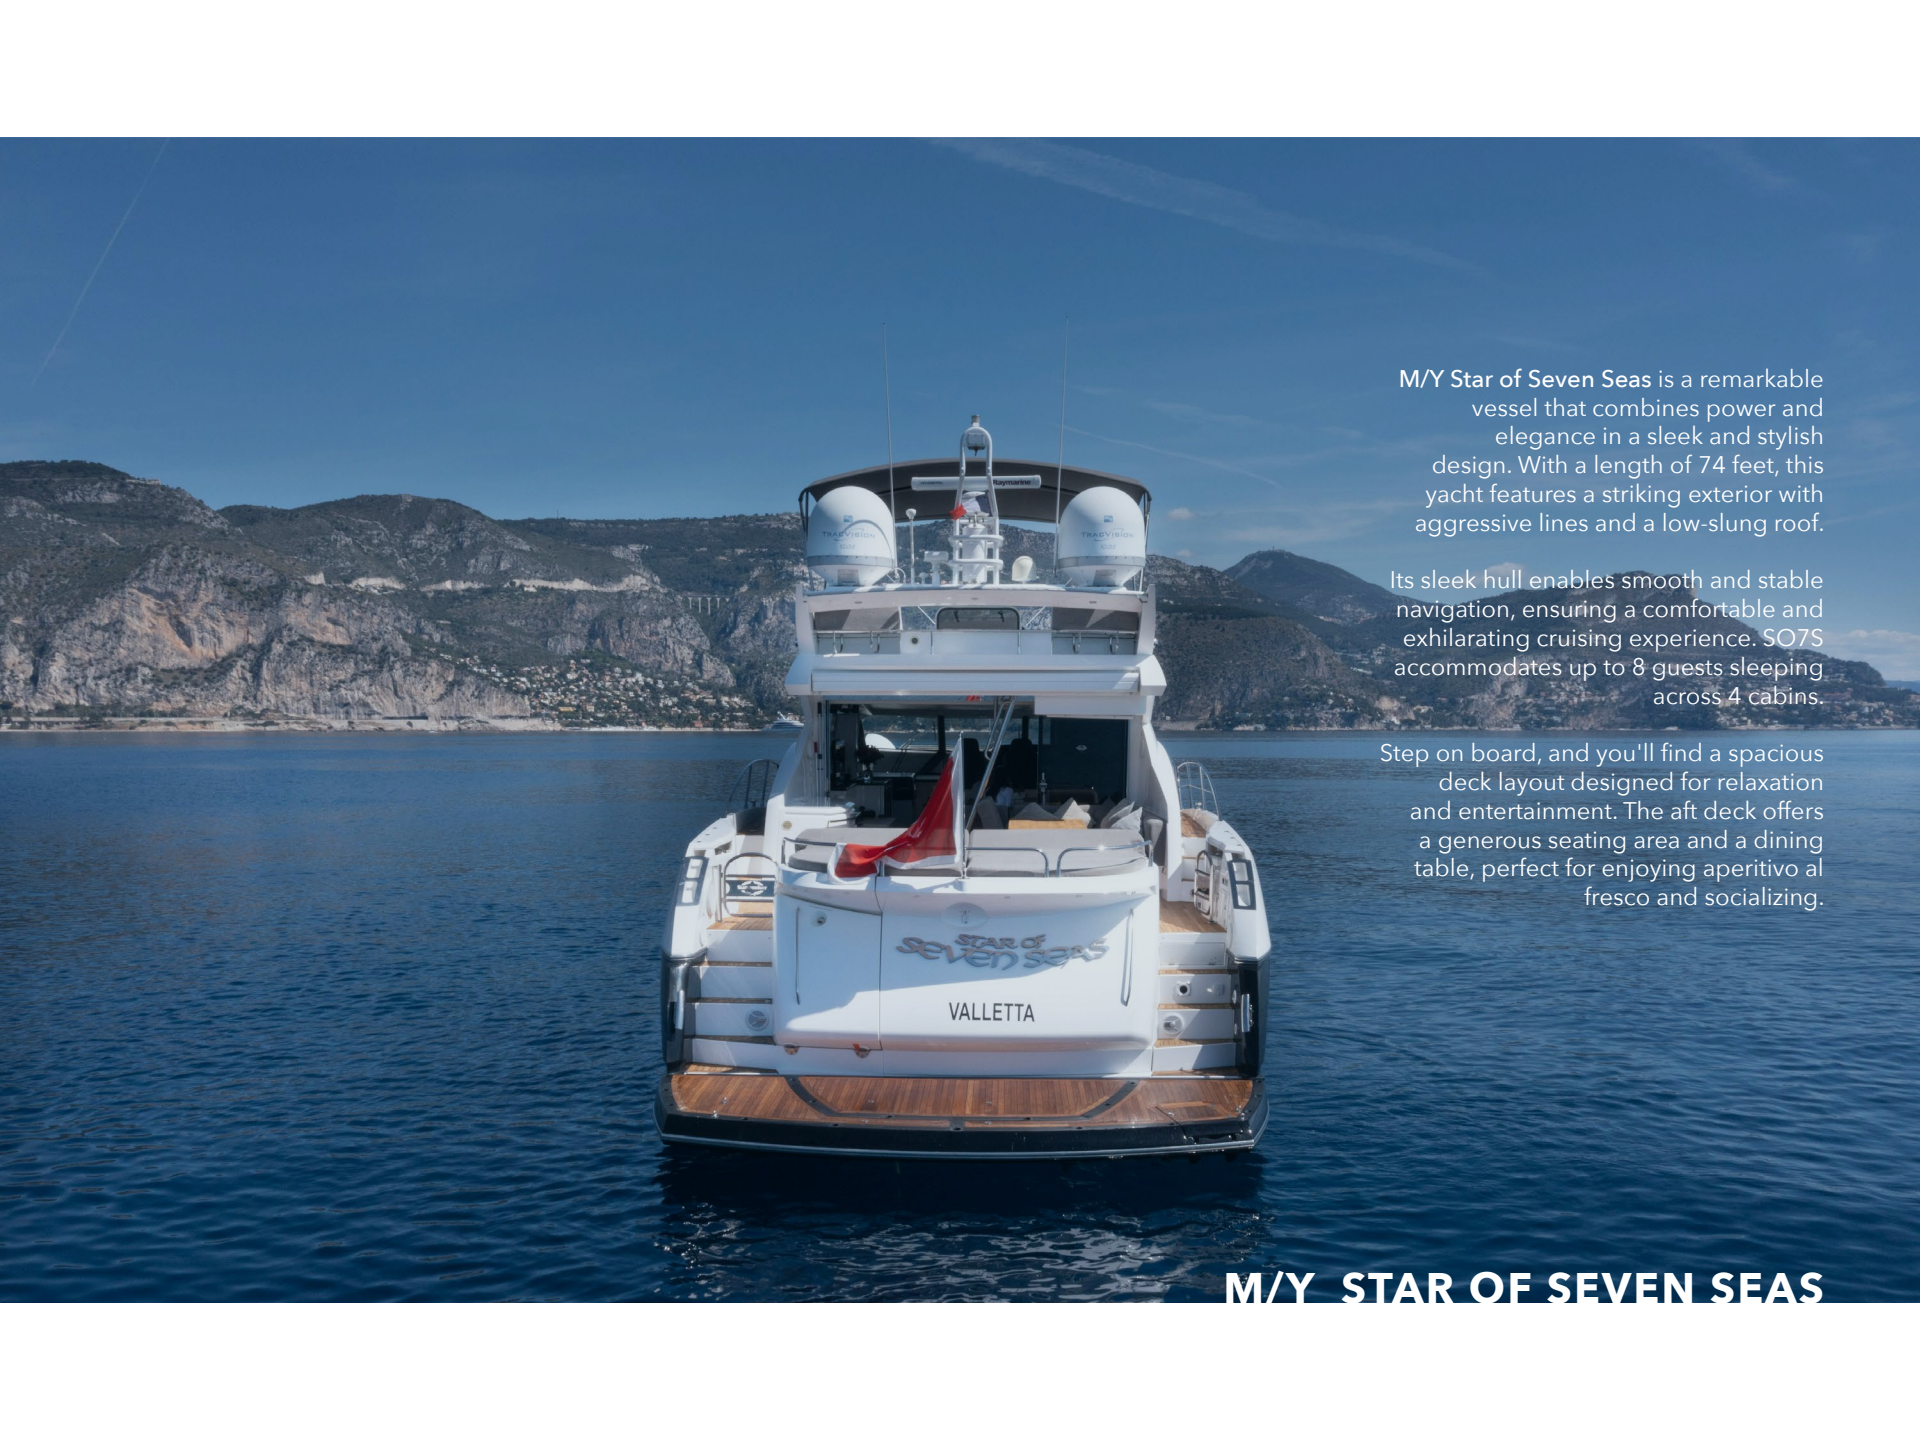 M/Y Star of Seven Seas is a remarkable
vessel that combines power and
elegance in a sleek and stylish
design. With a length of 74 feet, this
yacht features a striking exterior with
aggressive lines and a low-slung roof.
Its sleek hull enables smooth and stable
navigation, ensuring a comfortable and
exhilarating cruising experience. SO7S
accommodates up to 8 guests sleeping
across 4 cabins.
Step on board, and you'll find a spacious
deck layout designed for relaxation
and entertainment. The aft deck offers
a generous seating area and a dining
table, perfect for enjoying aperitivo al
fresco and socializing.
Raymarine
TRACVISION
TRACVISION
STAR OF
SEVEN SEAS
VALLETTA
M/Y STAR OF SEVEN SEAS